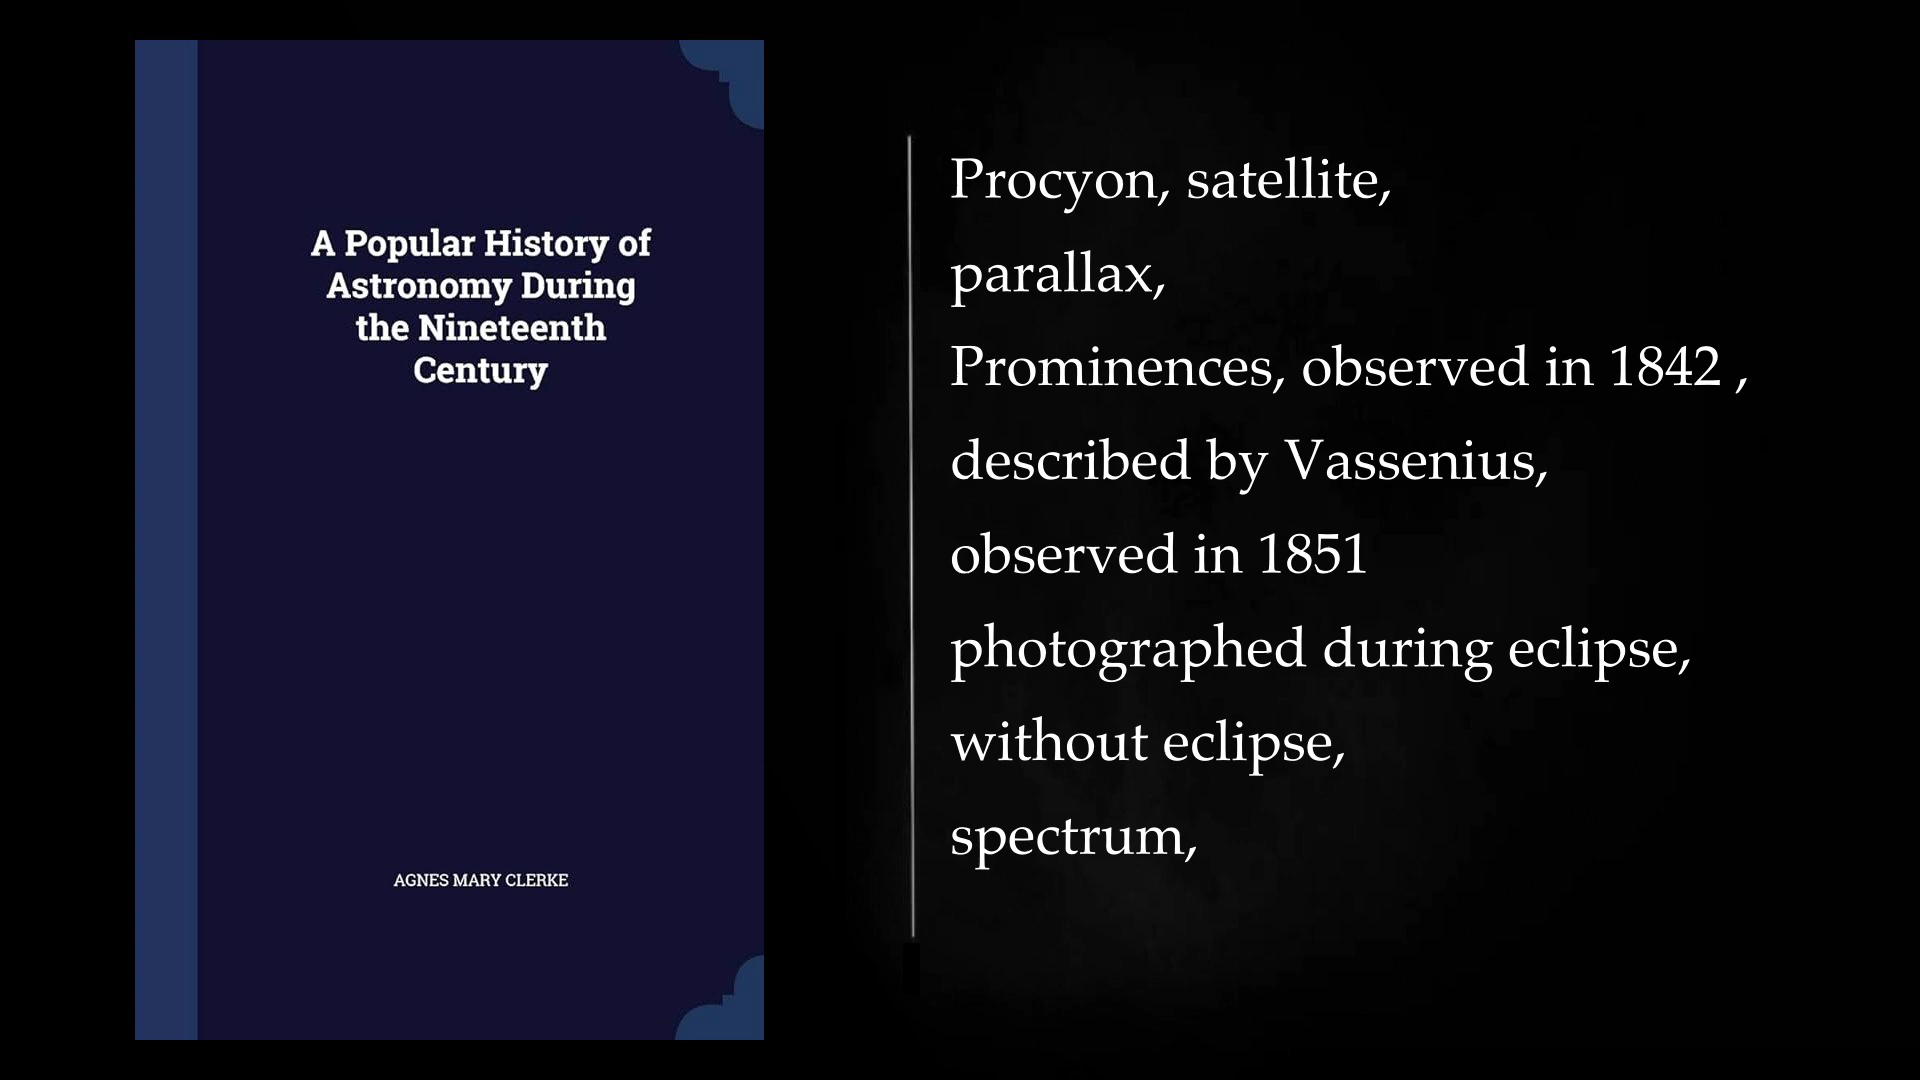 A Popular History of
Astronomy During
the Nineteenth
Century
AGNES MARY CLERKE
Procyon, satellite,
parallax,
Prominences, observed in 1842 ,
described by Vassenius,
observed in 1851
photographed during eclipse,
without eclipse,
spectrum,